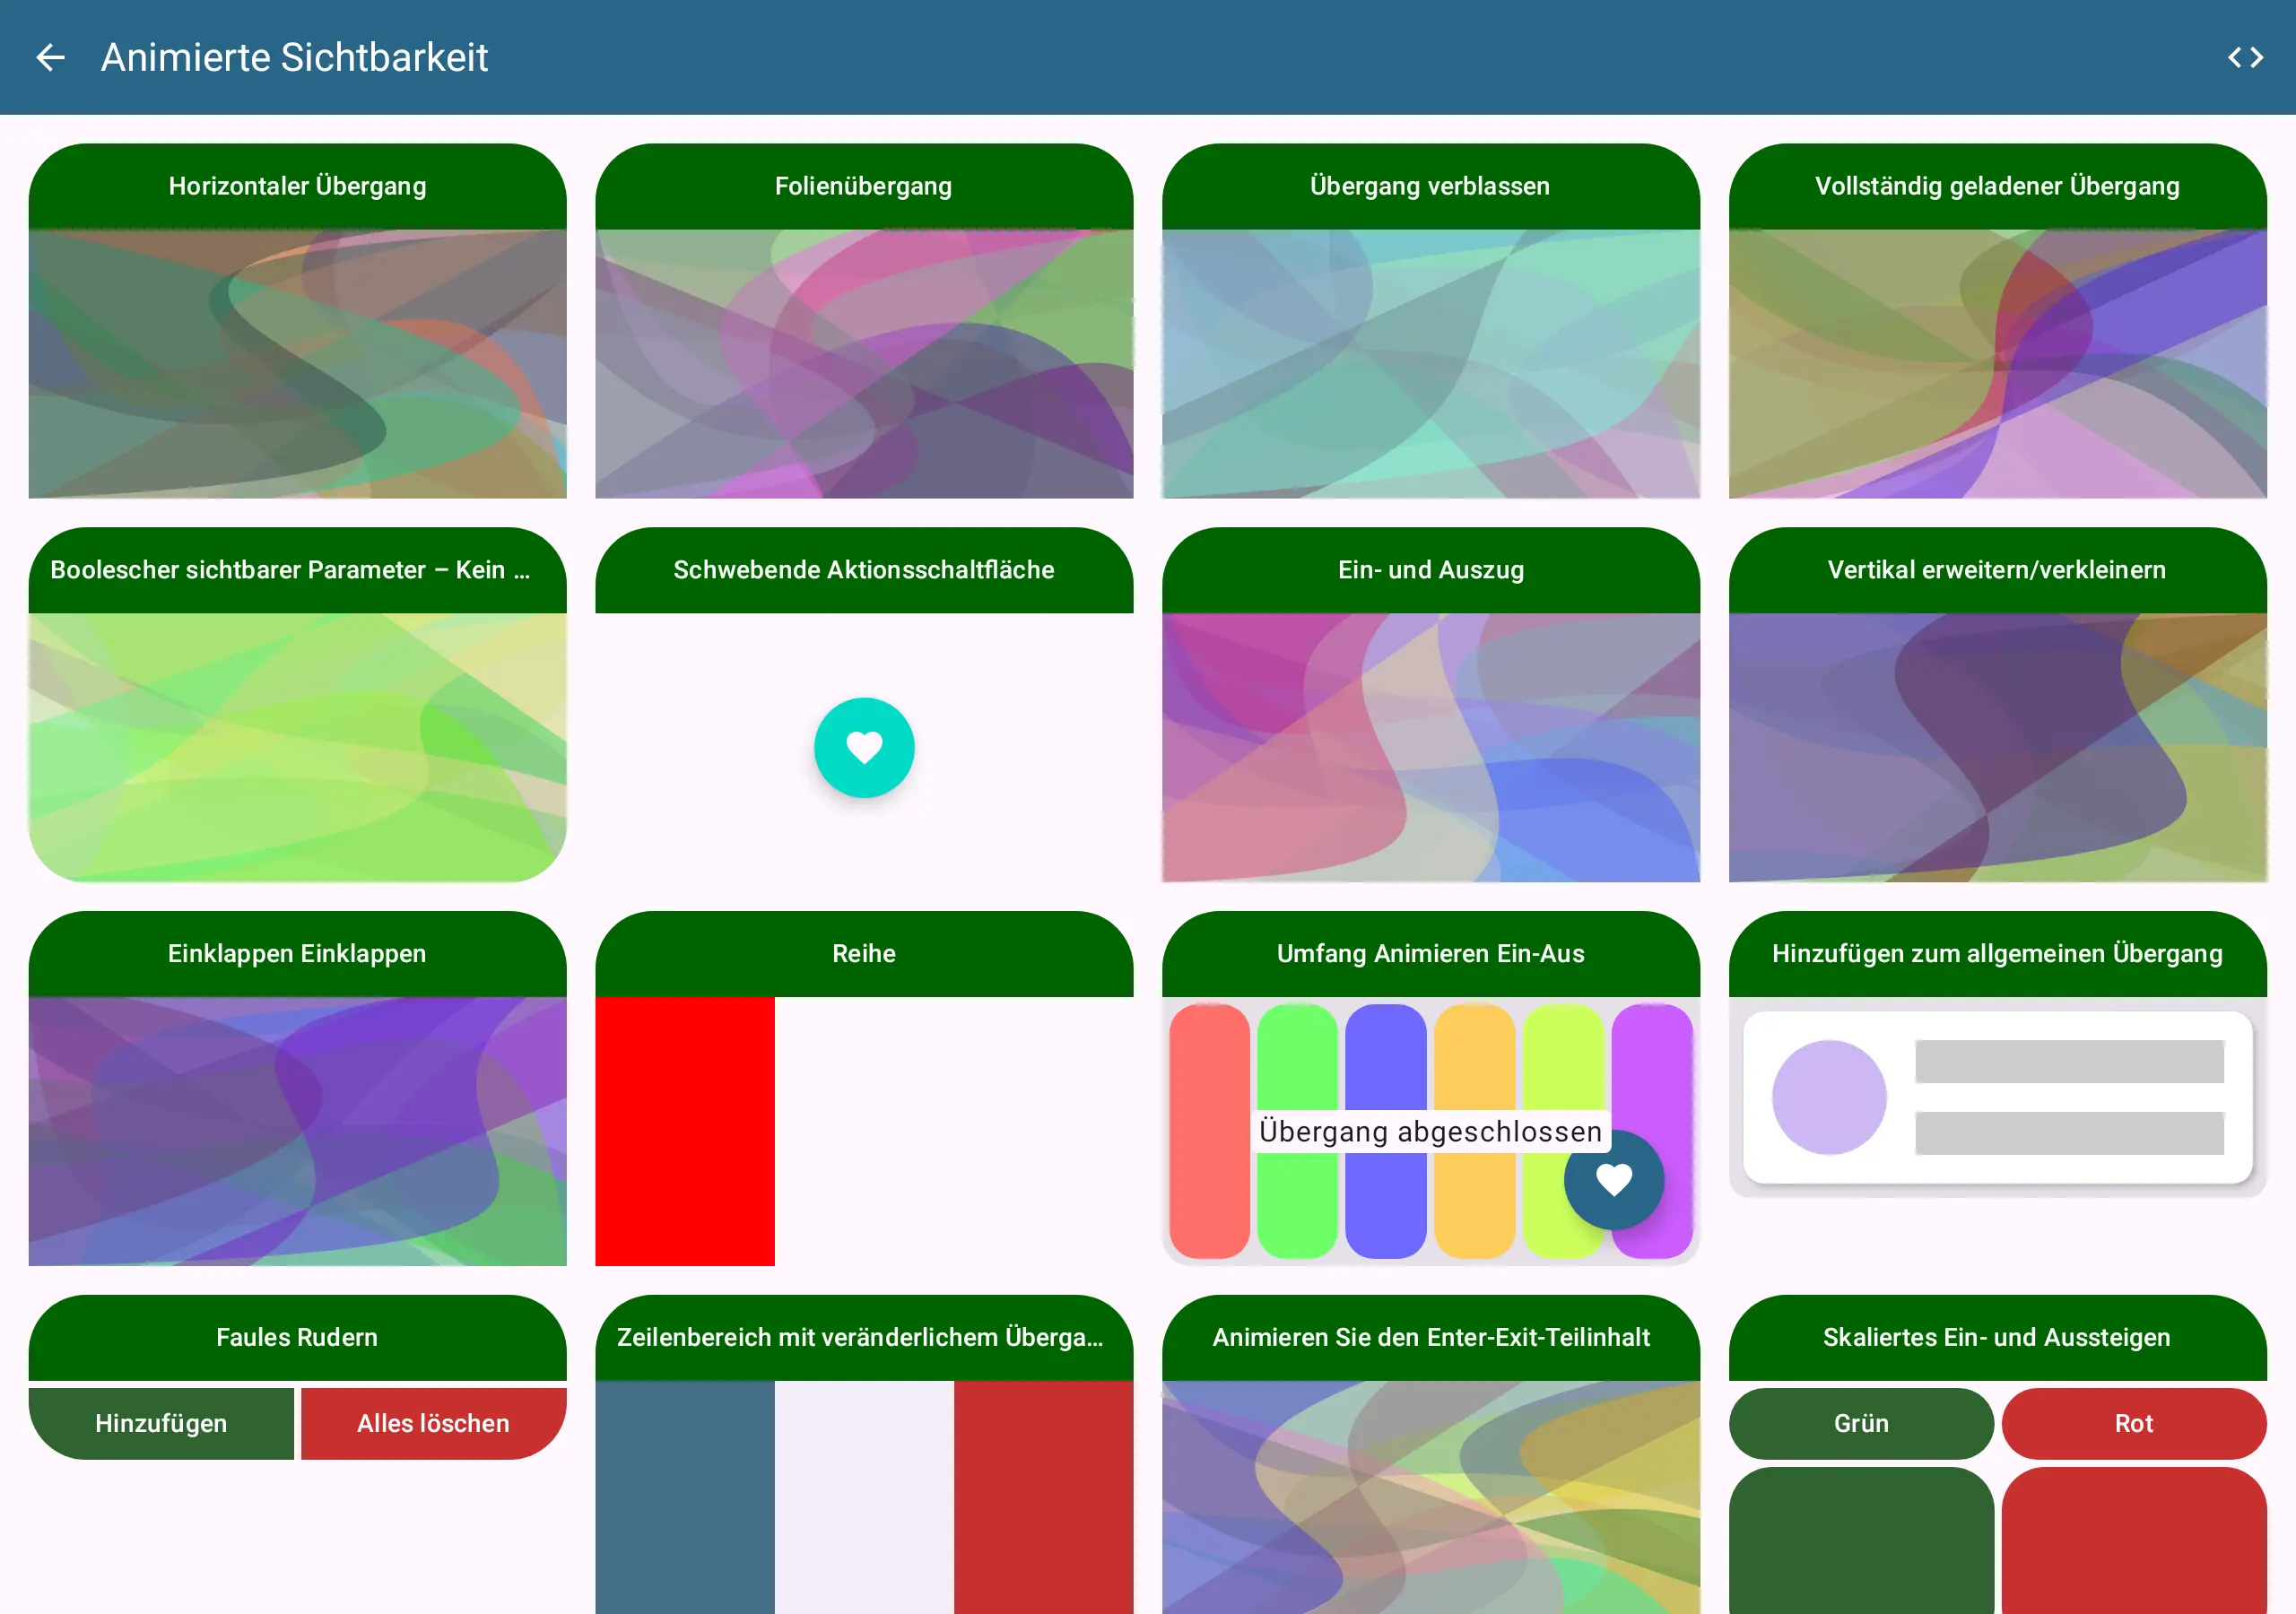 Animierte Sichtbarkeit
Horizontaler Übergang
Folienübergang
Übergang verblassen
Vollständig geladener Übergang
Boolescher sichtbarer Parameter – Kein ...
Schwebende Aktionsschaltfläche
Ein- und Auszug
Vertikal erweitern/verkleinern
Einklappen Einklappen
Reihe
Umfang Animieren Ein-Aus
Hinzufügen zum allgemeinen Übergang
Übergang abgeschlossen
Faules Rudern
Zeilenbereich mit veränderlichem Überga...
Animieren Sie den Enter-Exit-Teilinhalt
Skaliertes Ein- und Aussteigen
Hinzufügen
Alles löschen
Grün
Rot